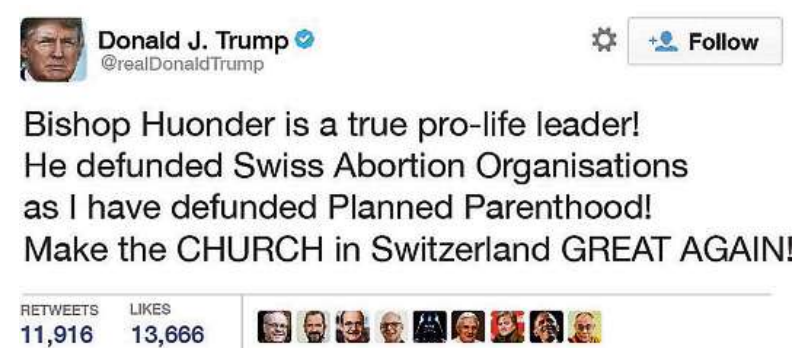 Donald J. Trump
Follow
@realDonaldTrump
Bishop Huonder is a true pro-life leader!
He defunded Swiss Abortion Organisations
as I have defunded Planned Parenthood!
Make the CHURCH in Switzerland GREAT AGAIN!
RETWEETS LIKES
11,916 13,666